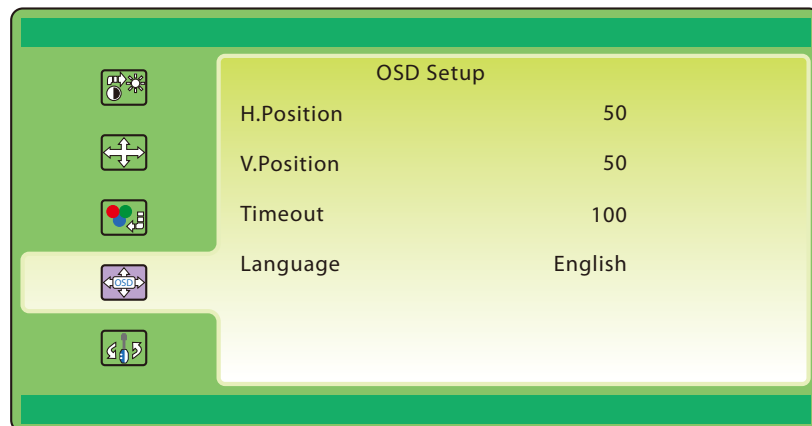 OSD Setup
H.Position 50
V.Position 50
Timeout 100
Language English
OSD